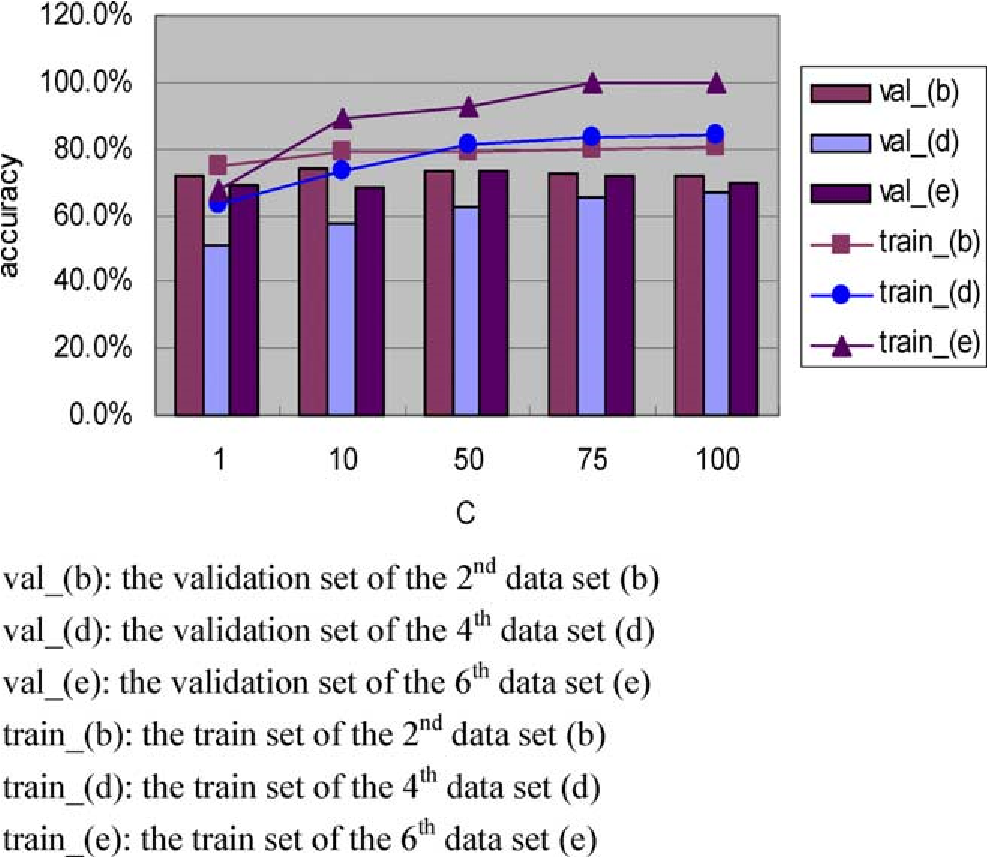 120.0%
100.0%
80.0%
60.0%
40.0%
20.0%
0.0%
accuracy
1 10 50 75 100
C
val_(b)
val_(d)
val_(e)
train_(b)
train_(d)
train_(e)
val_(b): the validation set of the 2nd data set (b)
val_(d): the validation set of the 4th data set (d)
val_(e): the validation set of the 6th data set (e)
train_(b): the train set of the 2nd data set (b)
train_(d): the train set of the 4th data set (d)
train_(e): the train set of the 6th data set (e)